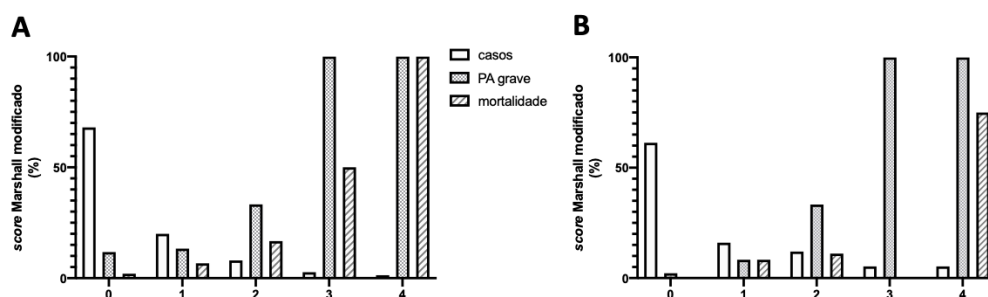 A
B
casos
PA grave
mortalidade
score Marshall modificado
(%)
100
50
0
0 1 2 3 4
score Marshall modificado
(%)
100
50
0
0 1 2 3 4